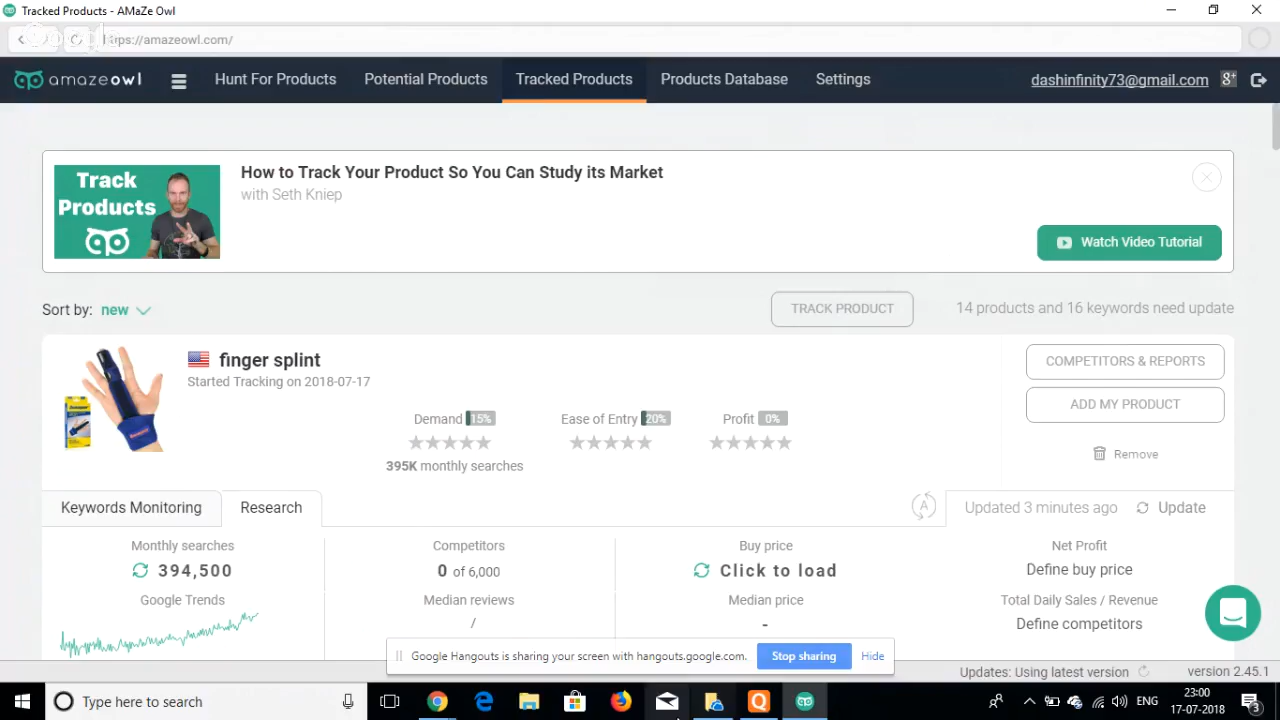 Tracked Products - AMaZe Owl
https://amazeowl.com/
amazeowl
Hunt For Products
Potential Products
Tracked Products
Products Database
Settings
dashinfinity73@gmail.com
Track
Products
How to Track Your Product So You Can Study its Market
with Seth Kniep
Watch Video Tutorial
Sort by: new
TRACK PRODUCT
14 products and 16 keywords need update
finger splint
Started Tracking on 2018-07-17
COMPETITORS & REPORTS
ADD MY PRODUCT
Remove
Demand 15%
Ease of Entry 20%
Profit 0%
395K monthly searches
Keywords Monitoring
Research
A
Updated 3 minutes ago
Update
Monthly searches
394,500
Google Trends
Competitors
0 of 6,000
Median reviews
/
Buy price
Click to load
Median price
-
Net Profit
Define buy price
Total Daily Sales / Revenue
Define competitors
Google Hangouts is sharing your screen with hangouts.google.com.
Stop sharing
Hide
Updates: Using latest version
version 2.45.1
Type here to search
ENG
23:00
17-07-2018
3